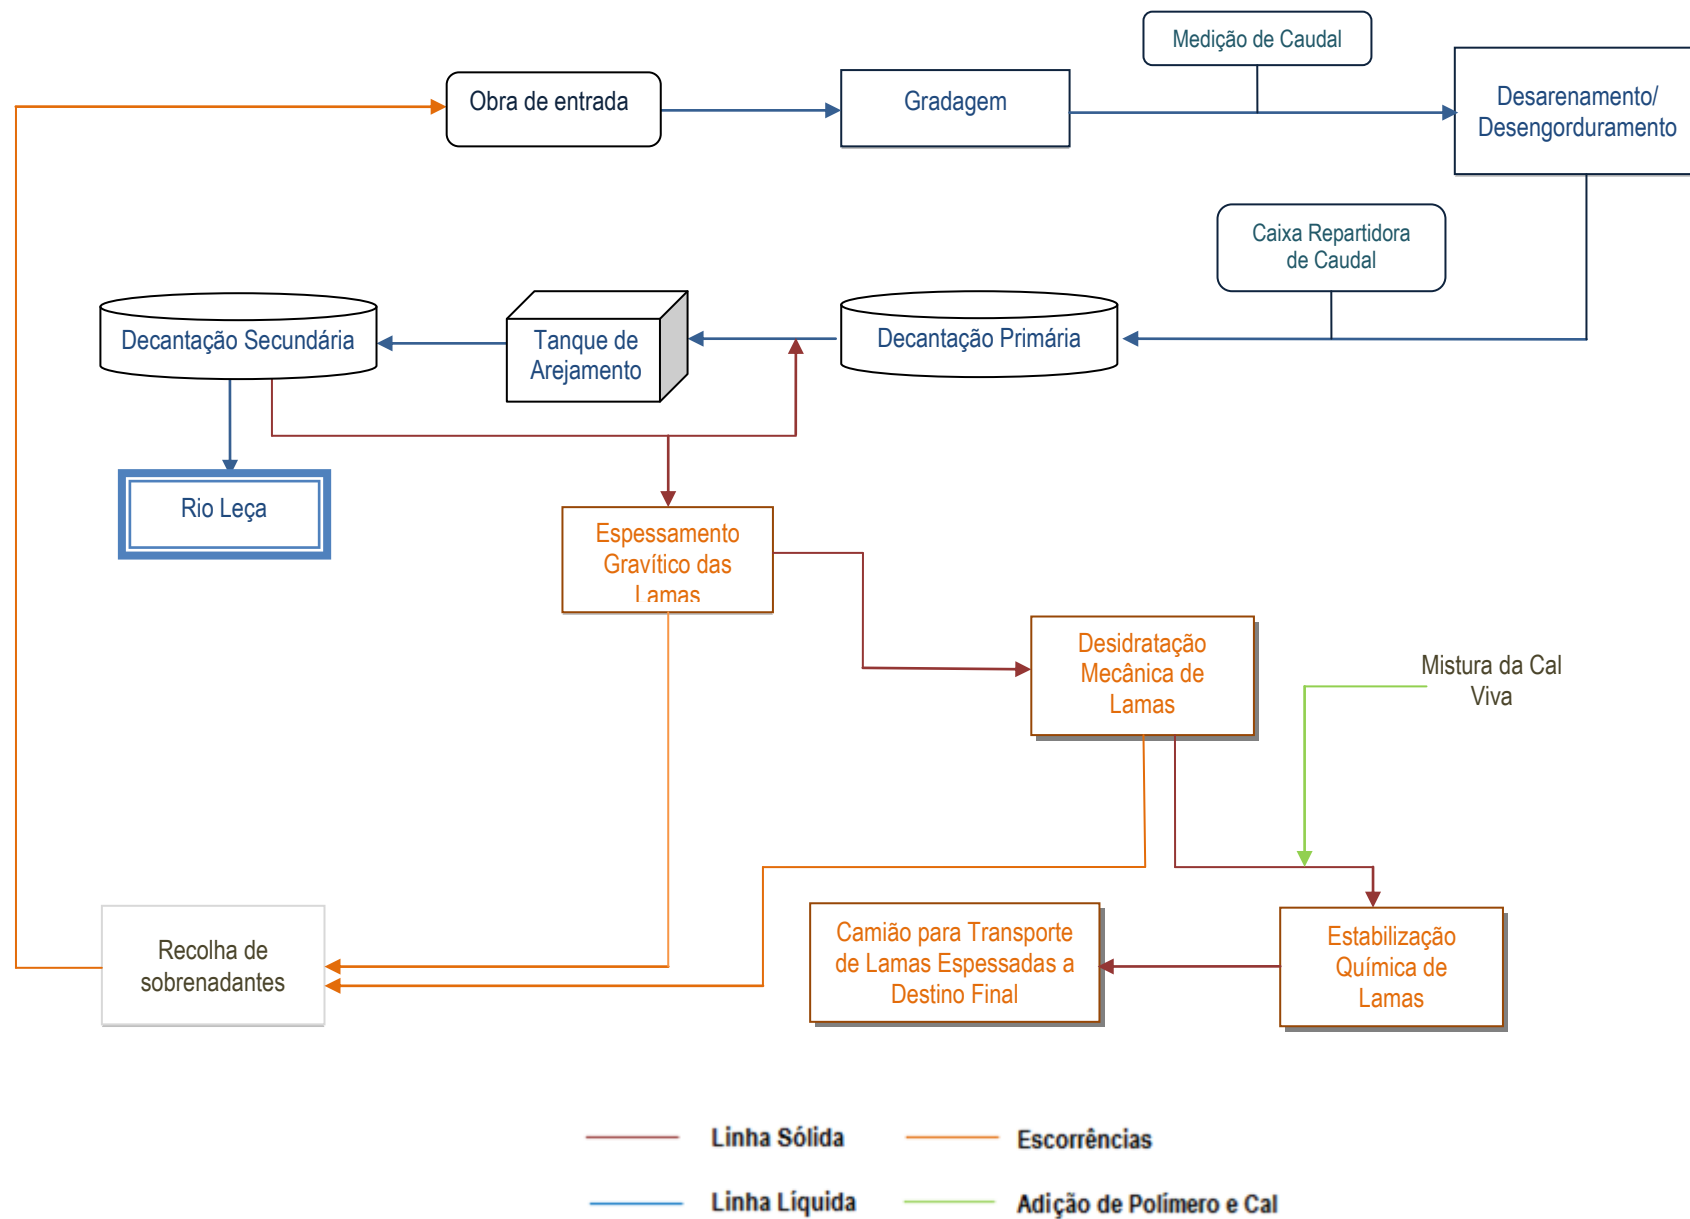 Medição de Caudal
Obra de entrada
Gradagem
Desarenamento/
Desengorduramento
Caixa Repartidora
de Caudal
Decantação Secundária
Tanque de
Arejamento
Decantação Primária
Rio Leça
Espessamento
Gravítico das
Lamas
Desidratação
Mecânica de
Lamas
Mistura da Cal
Viva
Recolha de
sobrenadantes
Camião para Transporte
de Lamas Espessadas a
Destino Final
Estabilização
Química de
Lamas
Linha Sólida
Escorrências
Linha Líquida
Adição de Polímero e Cal